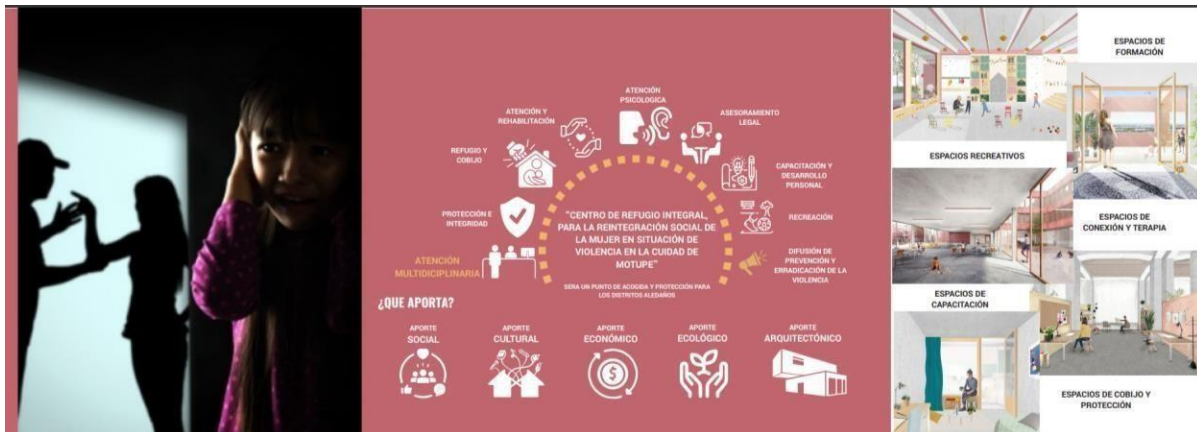 ATENCIÓN
PSICOLOGICA
ATENCIÓN Y
REHABILITACIÓN
ASESORAMIENTO
LEGAL
REFUGIO Y
COBIJO
CAPACITACIÓN Y
DESARROLLO
PERSONAL
PROTECCIÓN E
INTEGRIDAD
RECREACIÓN
"CENTRO DE REFUGIO INTEGRAL,
PARA LA REINTEGRACIÓN SOCIAL DE
LA MUJER EN SITUACIÓN DE
VIOLENCIA EN LA CUIDAD DE
MOTUPE"
ATENCIÓN
MULTIDICIPLINARIA
DIFUSIÓN DE
PREVENCIÓN Y
ERRADICACIÓN DE LA
VIOLENCIA
SERA UN PUNTO DE ACOGIDA Y PROTECCIÓN PARA
LOS DISTRITOS ALEDAÑOS
¿QUE APORTA?
APORTE
SOCIAL
APORTE
CULTURAL
APORTE
ECONÓMICO
APORTE
ECOLÓGICO
APORTE
ARQUITECTÓNICO
ESPACIOS DE
FORMACIÓN
ESPACIOS RECREATIVOS
ESPACIOS DE
CONEXIÓN Y TERAPIA
ESPACIOS DE
CAPACITACIÓN
ESPACIOS DE COBIJO Y
PROTECCIÓN